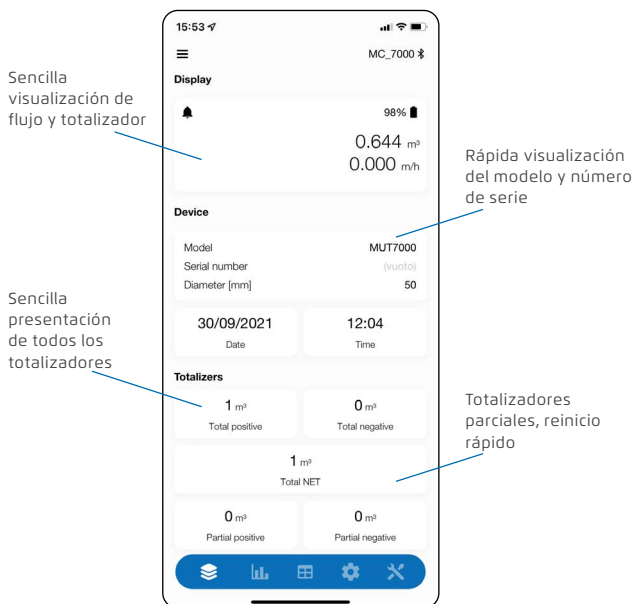 15:53
MC_7000
Display
98%
0.644 m³
0.000 m/h
Device
Model MUT7000
Serial number (vuoto)
Diameter [mm] 50
30/09/2021 12:04
Date Time
Totalizers
1 m³ 0 m³
Total positive Total negative
1 m³
Total NET
0 m³ 0 m³
Partial positive Partial negative
Sencilla
visualización de
flujo y totalizador
Sencilla
presentación
de todos los
totalizadores
Rápida visualización
del modelo y número
de serie
Totalizadores
parciales, reinicio
rápido